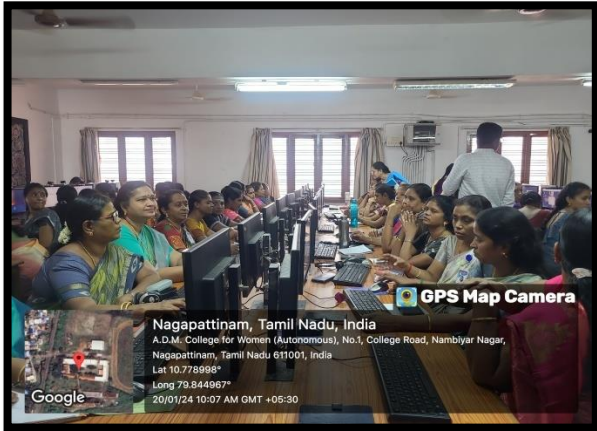 GPS Map Camera
Nagapattinam, Tamil Nadu, India
A.D.M. College for Women (Autonomous), No.1, College Road, Nambiyar Nagar,
Nagapattinam, Tamil Nadu 611001, India
Lat 10.778998°
Long 79.844967°
20/01/24 10:07 AM GMT +05:30
Google